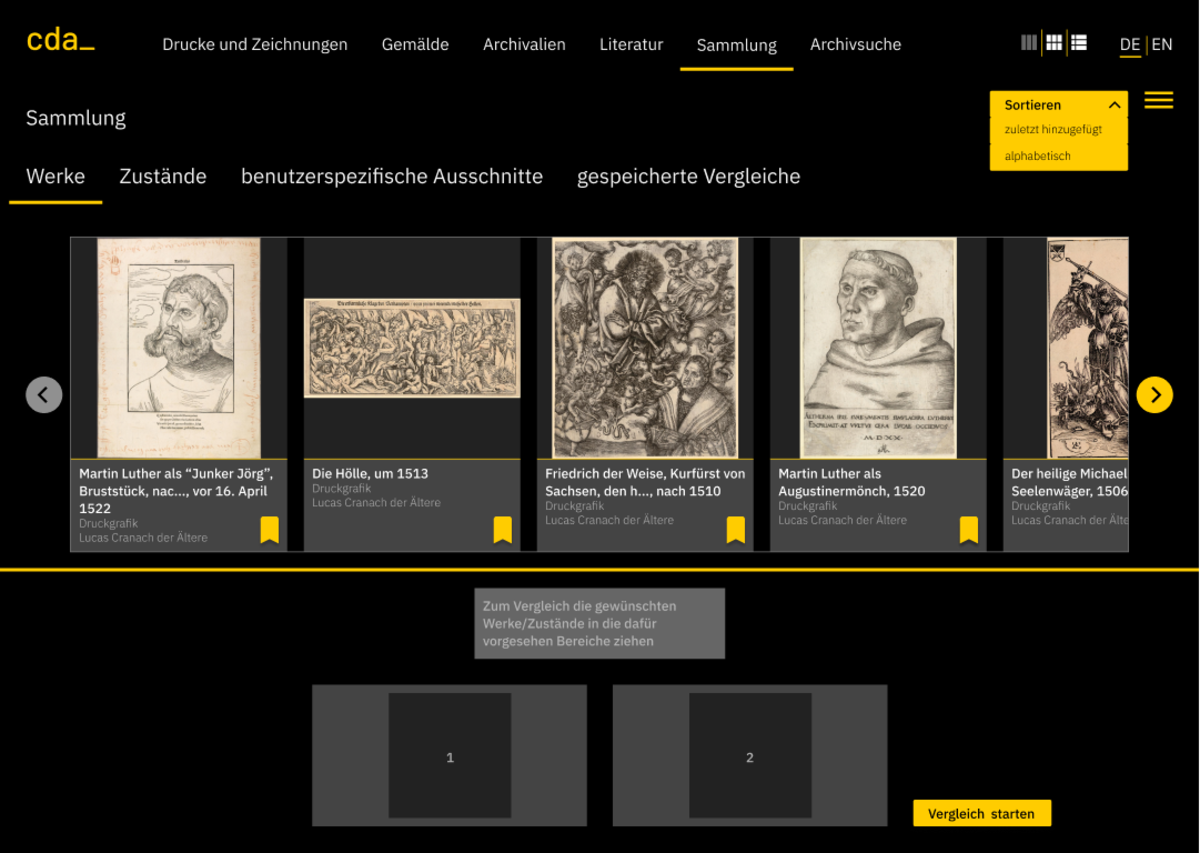 cda_
Drucke und Zeichnungen
Gemälde
Archivalien
Literatur
Sammlung
Archivsuche
DE
EN
Sammlung
Sortieren
zuletzt hinzugefügt
alphabetisch
Werke
Zustände
benutzerspezifische Ausschnitte
gespeicherte Vergleiche
M·D·XX·
Martin Luther als “Junker Jörg”,
Bruststück, nac..., vor 16. April
1522
Druckgrafik
Lucas Cranach der Ältere
Die Hölle, um 1513
Druckgrafik
Lucas Cranach der Ältere
Friedrich der Weise, Kurfürst von
Sachsen, den h..., nach 1510
Druckgrafik
Lucas Cranach der Ältere
Martin Luther als
Augustinermönch, 1520
Druckgrafik
Lucas Cranach der Ältere
Der heilige Michael
Seelenwäger, 1506
Druckgrafik
Lucas Cranach der Älte
Zum Vergleich die gewünschten
Werke/Zustände in die dafür
vorgesehen Bereiche ziehen
1
2
Vergleich starten